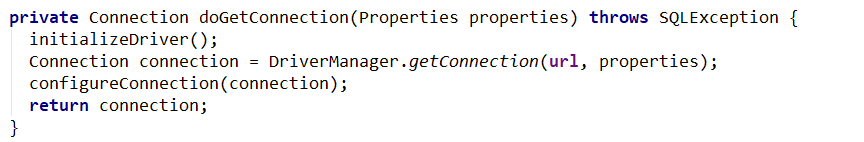 private Connection doGetConnection(Properties properties) throws SQLException {
  initializeDriver();
  Connection connection = DriverManager.getConnection(url, properties);
  configureConnection(connection);
  return connection;
}